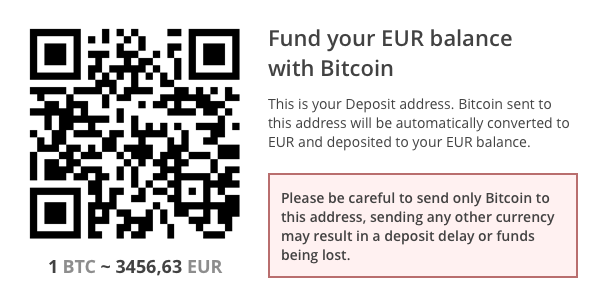 Fund your EUR balance
with Bitcoin
This is your Deposit address. Bitcoin sent to
this address will be automatically converted to
EUR and deposited to your EUR balance.
Please be careful to send only Bitcoin to
this address, sending any other currency
may result in a deposit delay or funds
being lost.
1 BTC ~ 3456,63 EUR